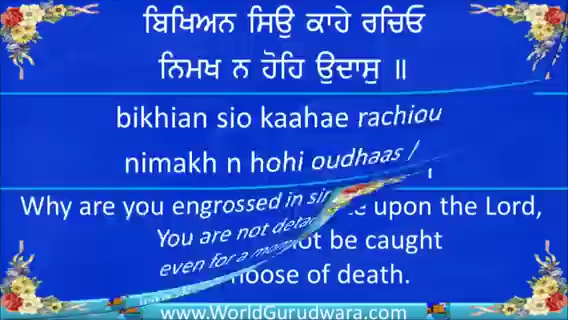 ਬਿਖਿਅਨ ਸਿਉ ਕਾਹੇ ਰਚਿਓ
ਨਿਮਖ ਨ ਹੋਹਿ ਉਦਾਸੁ ॥
bikhian sio kaahae rachiou
nimakh n hohi oudhaas /
Why are you engrossed in upon the Lord,
You are not be caught
even for a noose of death.
www.WorldGurudwara.com